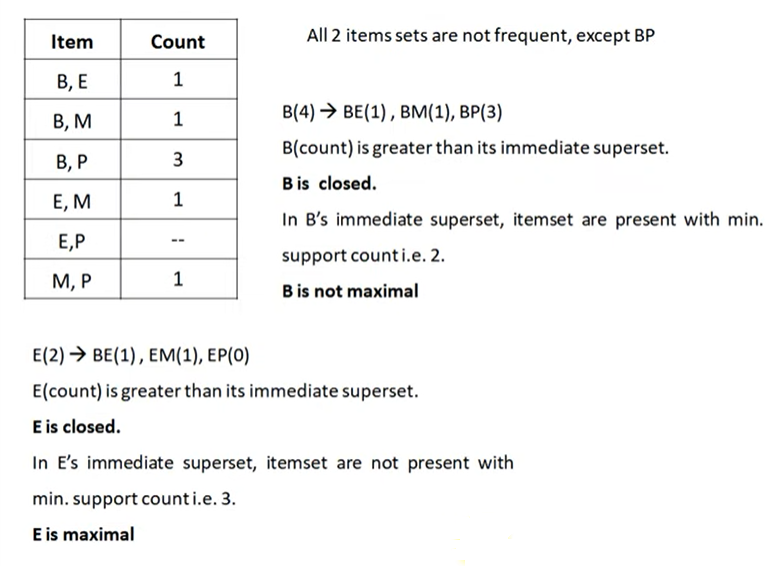 Item Count
B, E 1
B, M 1
B, P 3
E, M 1
E,P --
M, P 1
All 2 items sets are not frequent, except BP
B(4) → BE(1) , BM(1), BP(3)
B(count) is greater than its immediate superset.
B is closed.
In B's immediate superset, itemset are present with min.
support count i.e. 2.
B is not maximal
E(2) → BE(1) , EM(1), EP(0)
E(count) is greater than its immediate superset.
E is closed.
In E's immediate superset, itemset are not present with
min. support count i.e. 3.
E is maximal